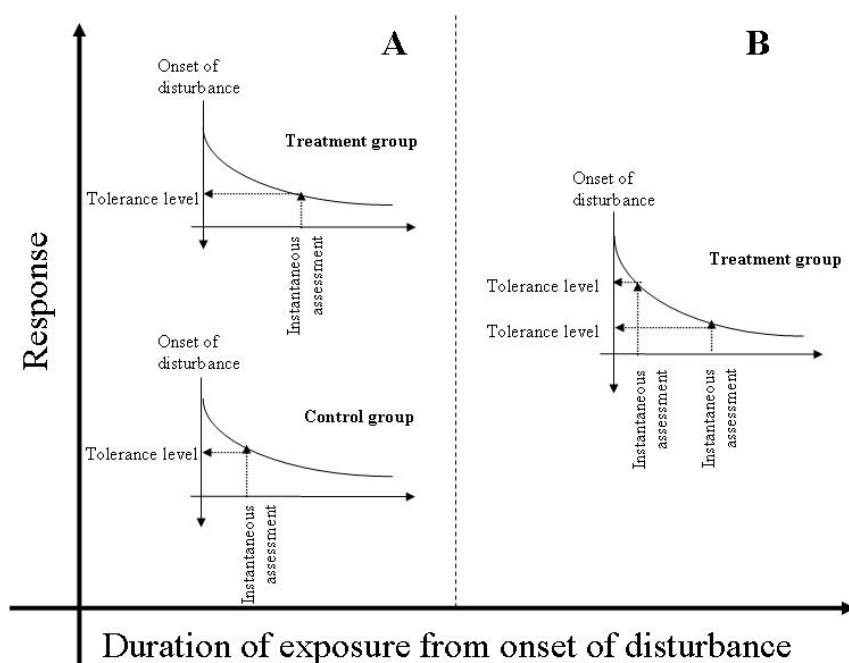 A
Onset of
disturbance
Treatment group
Tolerance level
Instantaneous
assessment
Onset of
disturbance
Control group
Tolerance level
Instantaneous
assessment
B
Onset of
disturbance
Treatment group
Tolerance level
Tolerance level
Instantaneous
assessment
Instantaneous
assessment
Response
Duration of exposure from onset of disturbance